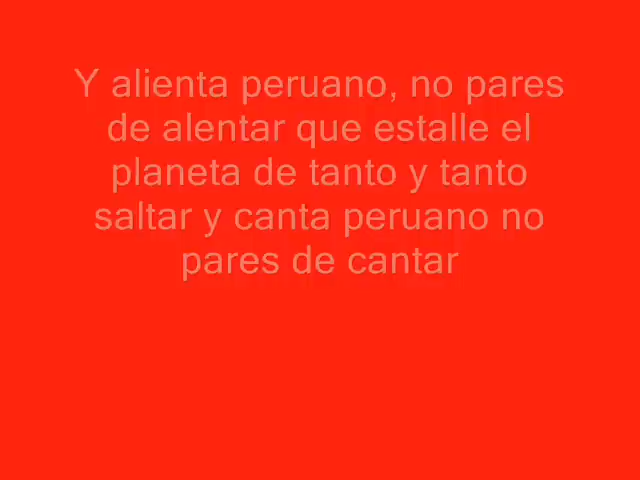 Y alienta peruano, no pares
de alentar que estalle el
planeta de tanto y tanto
saltar y canta peruano no
pares de cantar